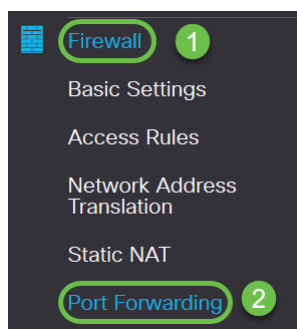 Firewall 1
Basic Settings
Access Rules
Network Address
Translation
Static NAT
Port Forwarding 2